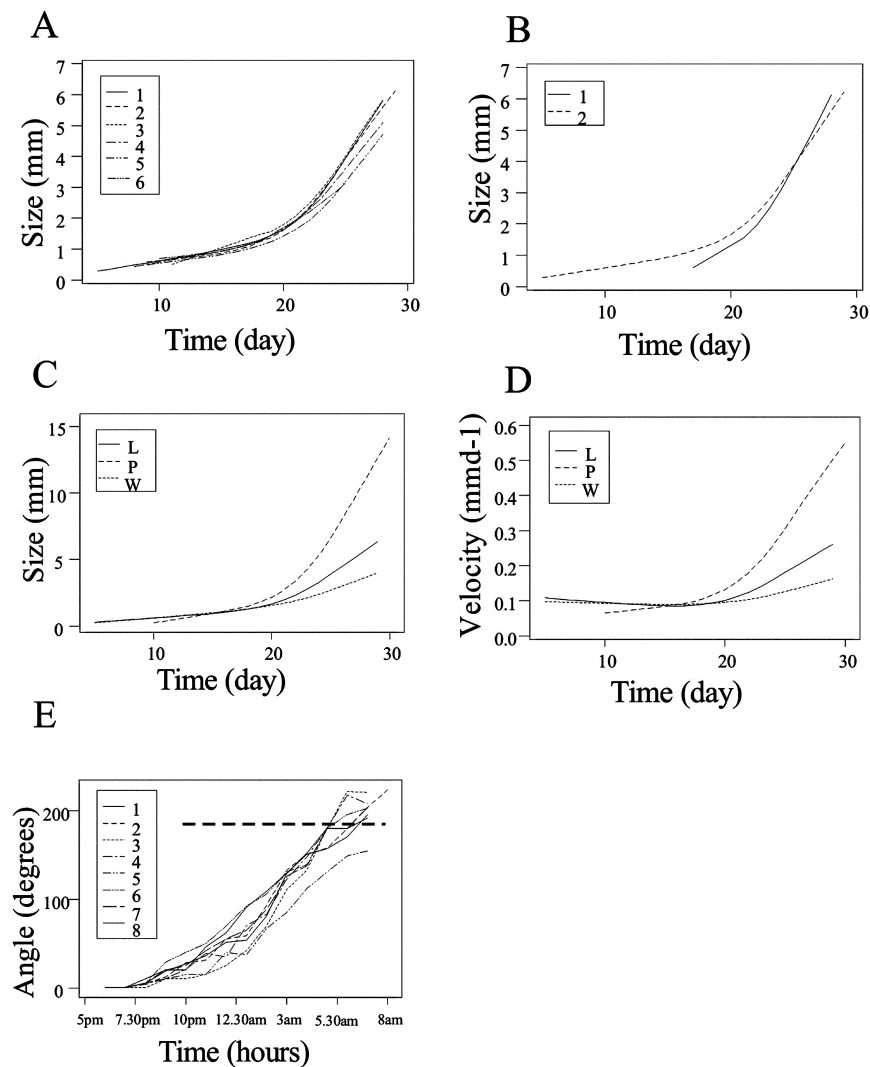 A
Size (mm)
7
6
5
4
3
2
1
0
1
2
3
4
5
6
10
20
30
Time (day)
B
Size (mm)
7
6
5
4
3
2
1
0
1
2
10
20
30
Time (day)
C
Size (mm)
15
10
5
0
L
P
W
10
20
30
Time (day)
D
Velocity (mmd-1)
0.6
0.5
0.4
0.3
0.2
0.1
0.0
L
P
W
10
20
30
Time (day)
E
Angle (degrees)
200
100
0
1
2
3
4
5
6
7
8
5pm
7.30pm
10pm
12.30am
3am
5.30am
8am
Time (hours)